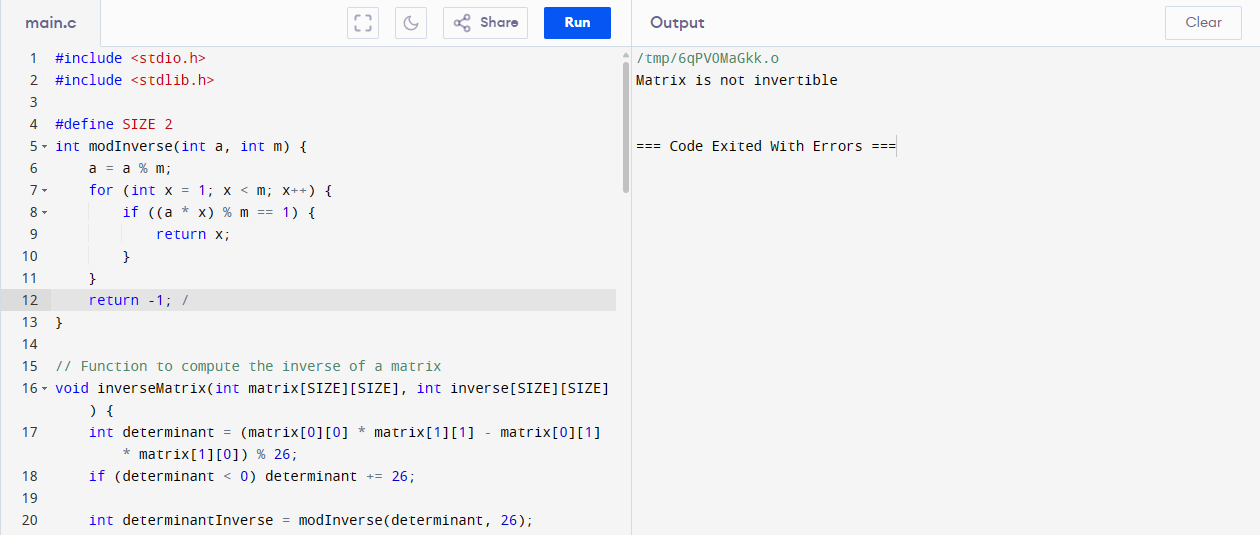 main.c
Share
Run
Output
Clear
1 #include <stdio.h>
2 #include <stdlib.h>
3
4 #define SIZE 2
5 int modInverse(int a, int m) {
6     a = a % m;
7     for (int x = 1; x < m; x++) {
8         if ((a * x) % m == 1) {
9             return x;
10         }
11     }
12     return -1; /
13 }
14
15 // Function to compute the inverse of a matrix
16 void inverseMatrix(int matrix[SIZE][SIZE], int inverse[SIZE][SIZE]
    ) {
17     int determinant = (matrix[0][0] * matrix[1][1] - matrix[0][1]
        * matrix[1][0]) % 26;
18     if (determinant < 0) determinant += 26;
19
20     int determinantInverse = modInverse(determinant, 26);
/tmp/6qPV0MaGkk.o
Matrix is not invertible
=== Code Exited With Errors ===